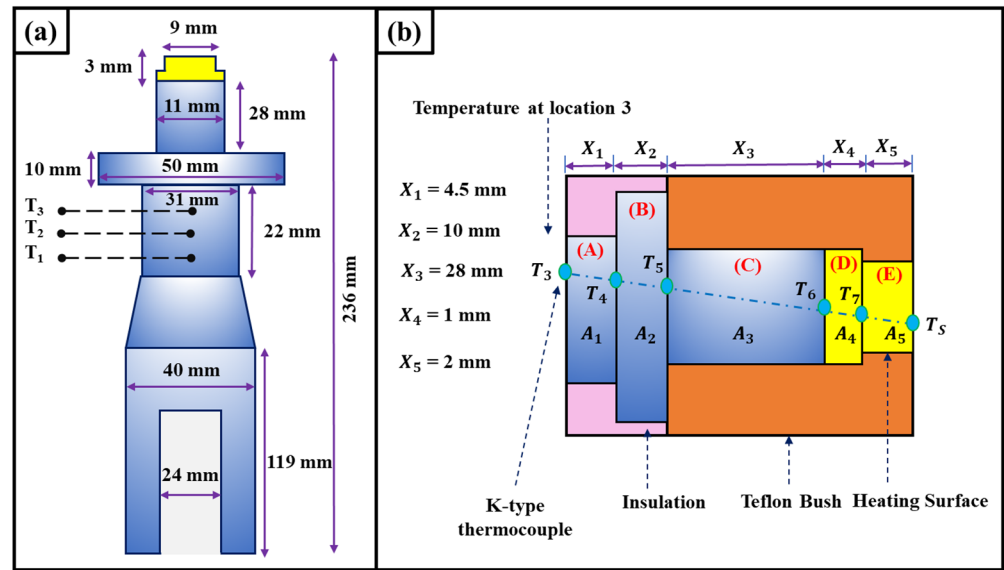 (a)
9 mm
3 mm
11 mm
28 mm
10 mm
50 mm
31 mm
T3
T2
T1
22 mm
236 mm
40 mm
24 mm
119 mm
(b)
Temperature at location 3
X1 X2 X3 X4 X5
X1 = 4.5 mm
X2 = 10 mm
X3 = 28 mm
X4 = 1 mm
X5 = 2 mm
(A) (B) (C) (D) (E)
T3 T4 T5 T6 T7 TS
A1 A2 A3 A4 A5
K-type
thermocouple
Insulation
Teflon Bush
Heating Surface